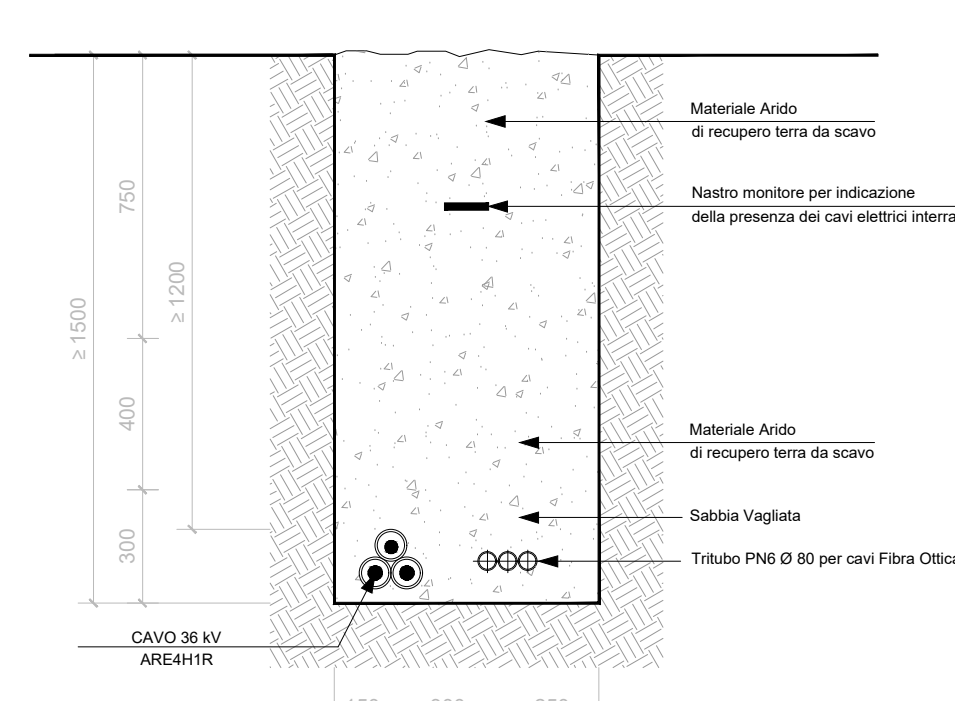 Materiale Arido
di recupero terra da scavo
Nastro monitore per indicazione
della presenza dei cavi elettrici interra
750
≥ 1200
≥ 1500
400
Materiale Arido
di recupero terra da scavo
Sabbia Vagliata
300
Tritubo PN6 Ø 80 per cavi Fibra Ottica
CAVO 36 kV
ARE4H1R